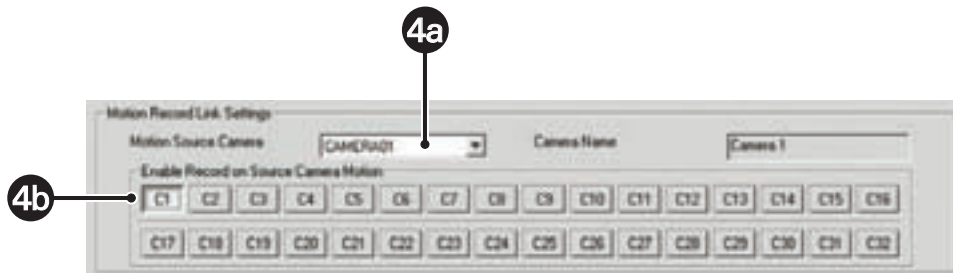 4a
Motion Record Link Settings
Motion Source Camera CAMERA01 Camera Name Camera 1
Enable Record on Source Camera Motion
4b
C1 C2 C3 C4 C5 C6 C7 C8 C9 C10 C11 C12 C13 C14 C15 C16
C17 C18 C19 C20 C21 C22 C23 C24 C25 C26 C27 C28 C29 C30 C31 C32